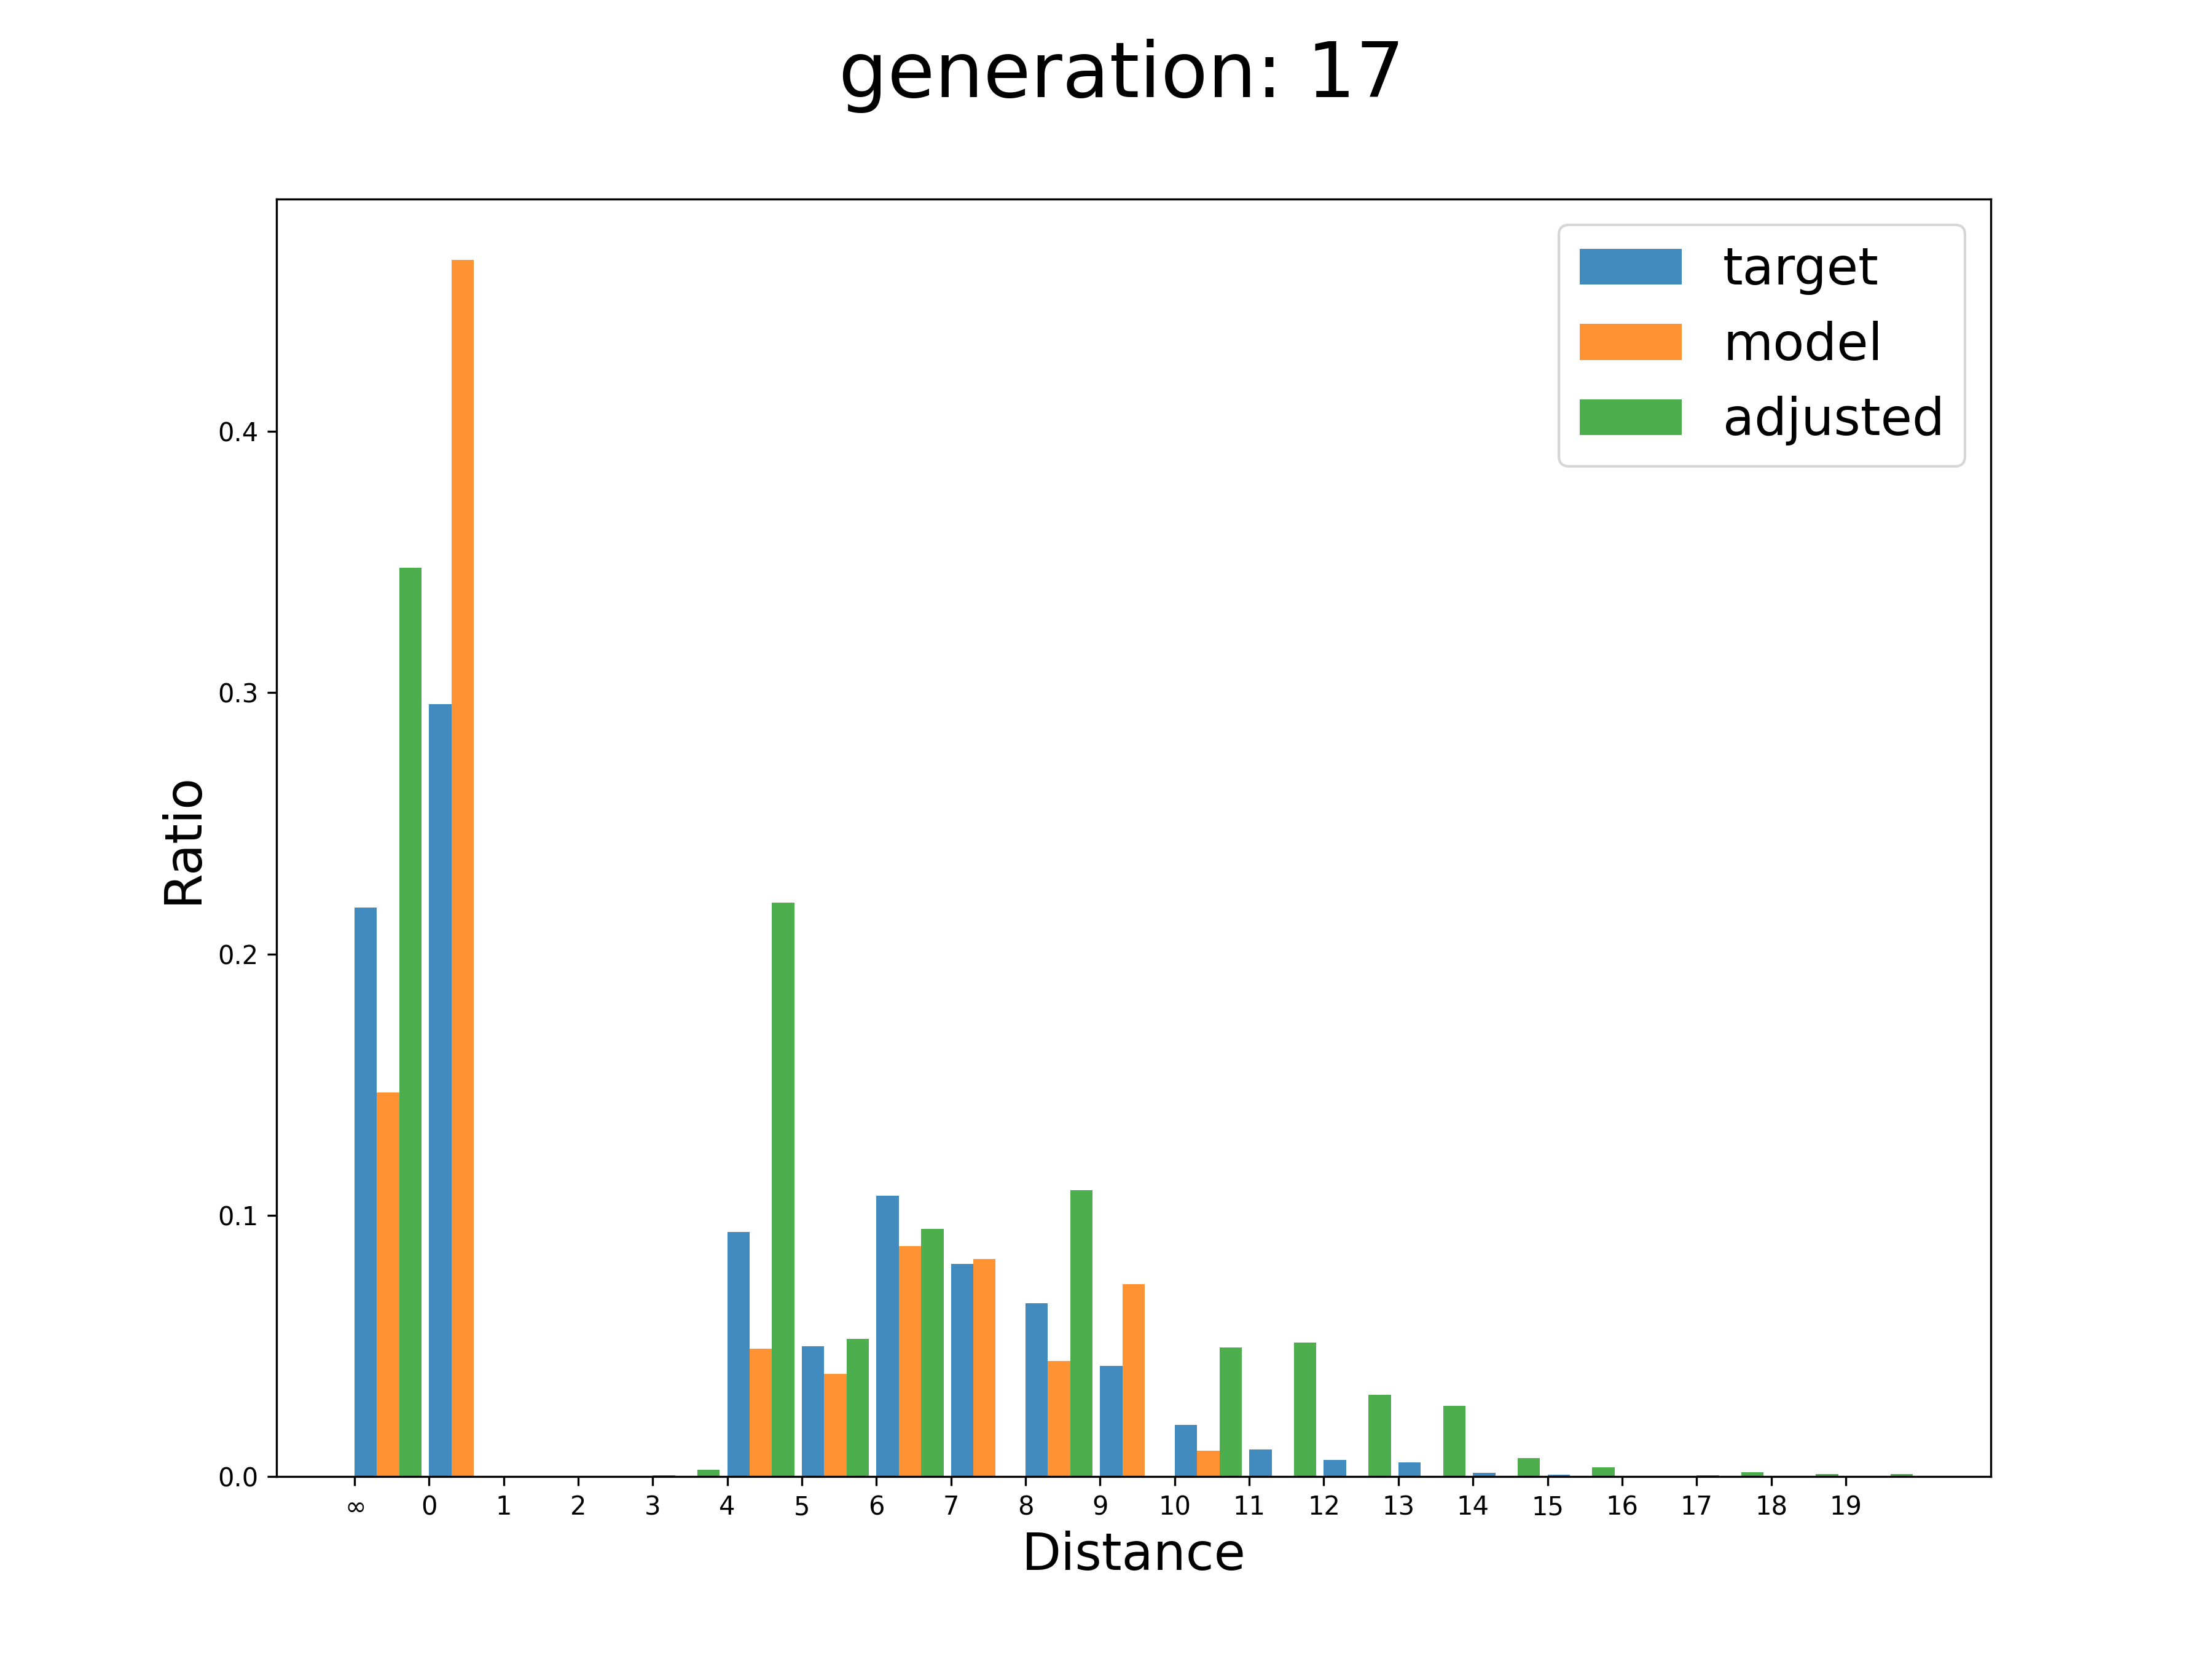 generation: 17
target
model
adjusted
Ratio
0.4
0.3
0.2
0.1
0.0
∞ 0 1 2 3 4 5 6 7 8 9 10 11 12 13 14 15 16 17 18 19
Distance